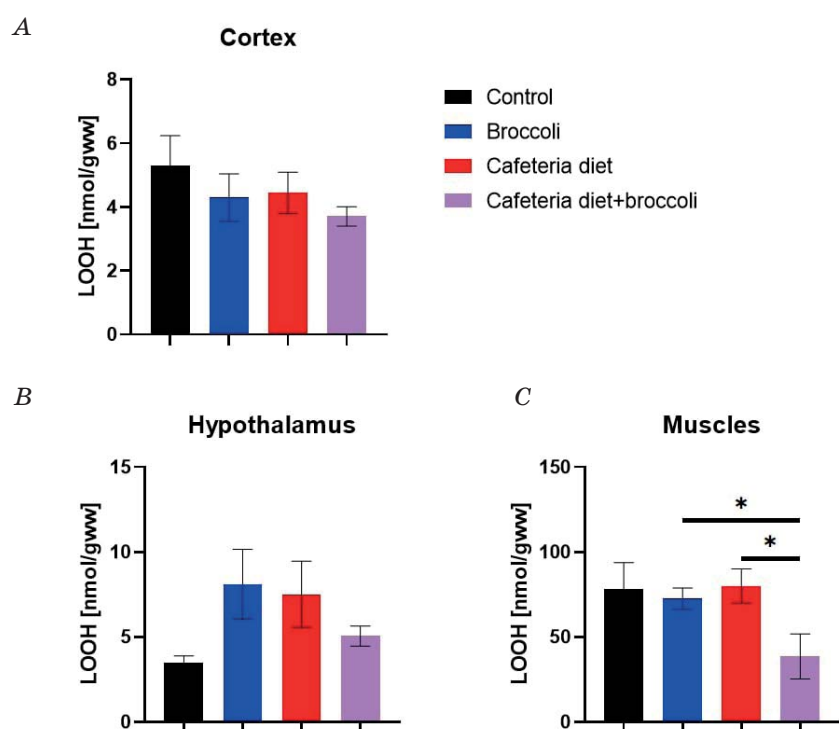 A
Cortex
LOOH [nmol/gww]
8
6
4
2
0
Control
Broccoli
Cafeteria diet
Cafeteria diet+broccoli
B
Hypothalamus
LOOH [nmol/gww]
15
10
5
0
C
Muscles
LOOH [nmol/gww]
150
100
50
0
*
*